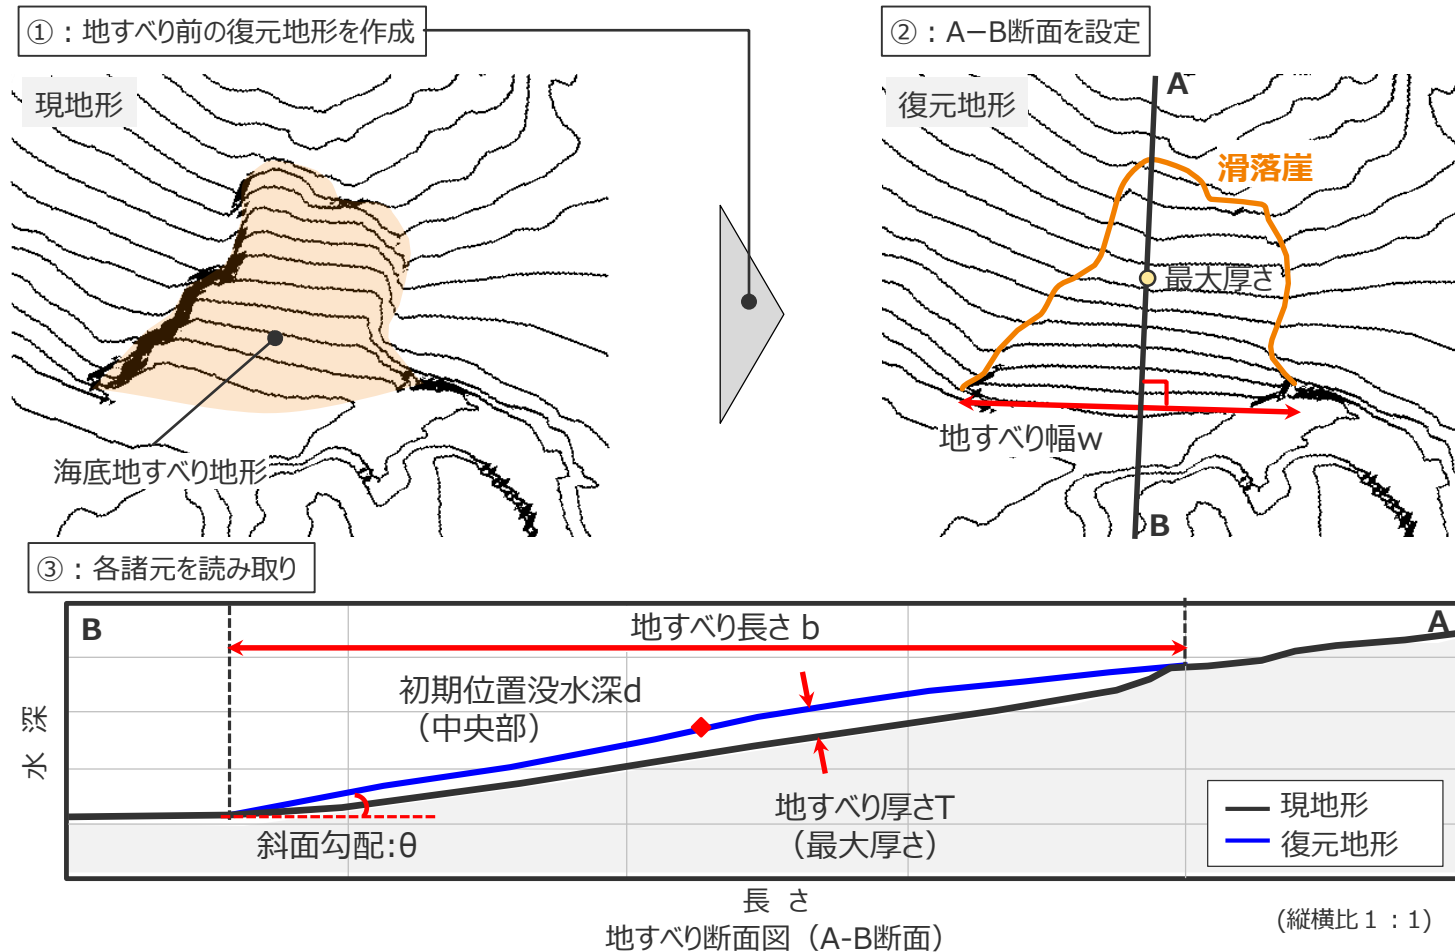 ①：地すべり前の復元地形を作成
現地形
海底地すべり地形
②：A−B断面を設定
A
復元地形
滑落崖
最大厚さ
地すべり幅w
B
③：各諸元を読み取り
B
地すべり長さ b
A
初期位置没水深d
（中央部）
水 深
地すべり厚さT
（最大厚さ）
斜面勾配:θ
現地形
復元地形
長 さ
地すべり断面図（A-B断面）
(縦横比１：1)